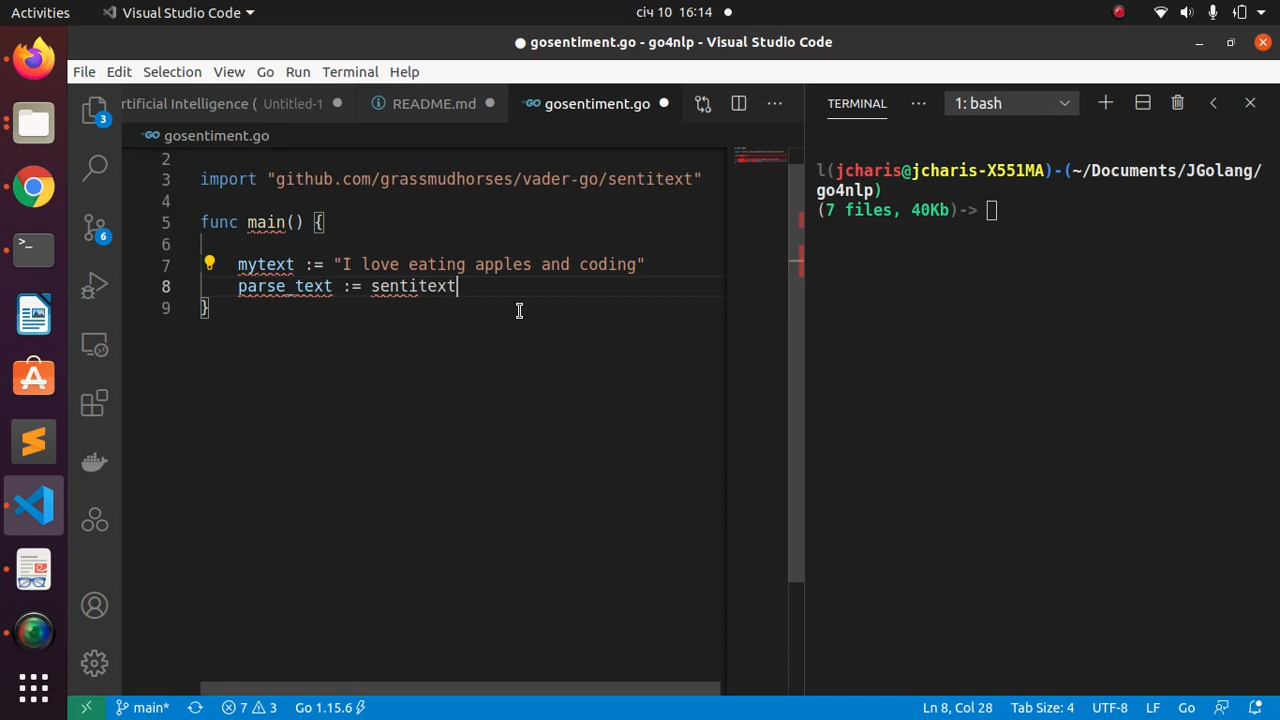 Activities
Visual Studio Code
січ 10 16:14
gosentiment.go - go4nlp - Visual Studio Code
File Edit Selection View Go Run Terminal Help
rtificial Intelligence ( Untitled-1
README.md
gosentiment.go
TERMINAL
1: bash
gosentiment.go
2
3 import "github.com/grassmudhorses/vader-go/sentitext"
4
5 func main() {
6
7 mytext := "I love eating apples and coding"
8 parse_text := sentitext
9 }
l(jcharis@jcharis-X551MA)-(~/Documents/JGolang/
go4nlp)
(7 files, 40Kb)->
3
6
main*
7 3
Go 1.15.6
Ln 8, Col 28
Tab Size: 4
UTF-8
LF
Go